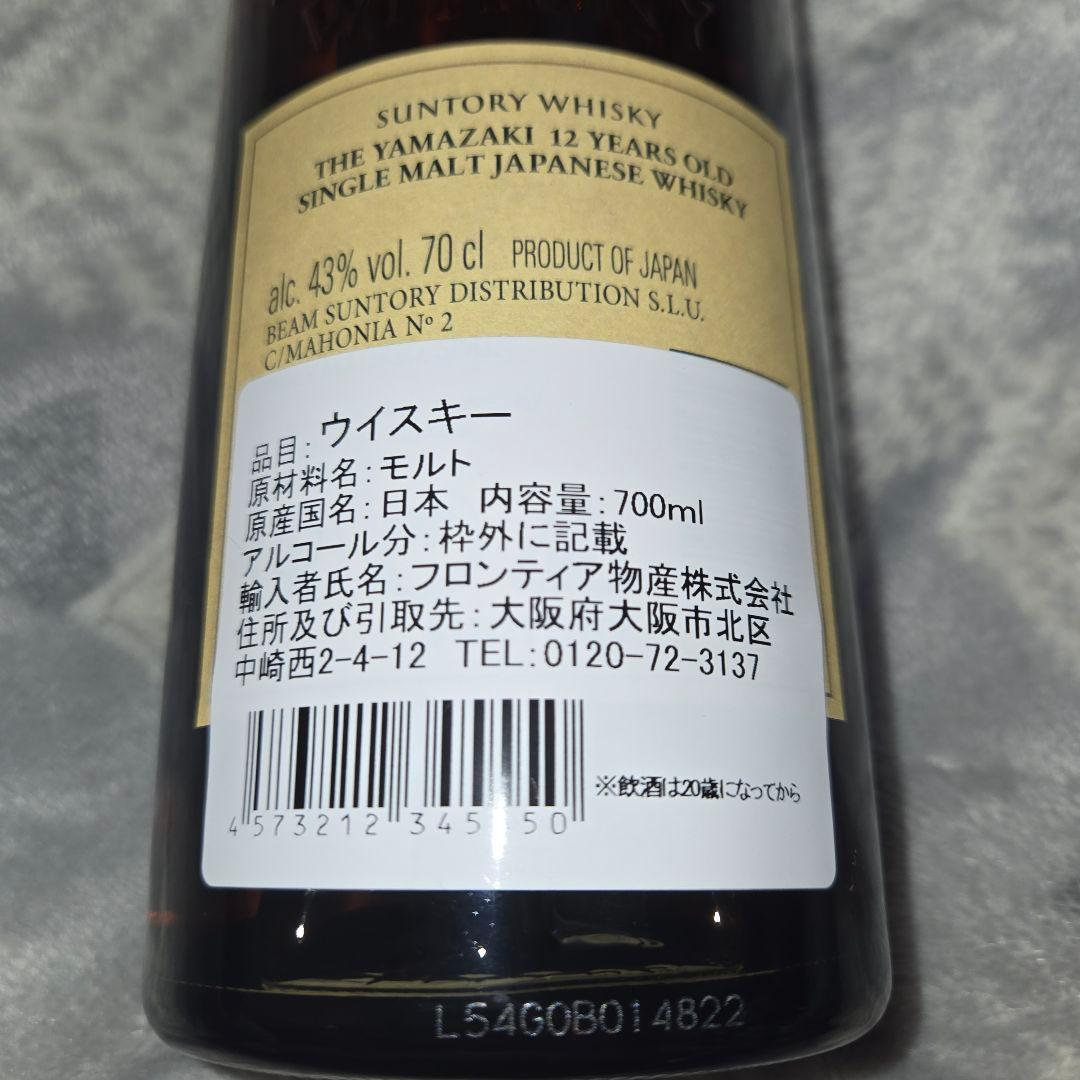 SUNTORY WHISKY
THE YAMAZAKI 12 YEARS OLD
SINGLE MALT JAPANESE WHISKY
alc. 43% vol. 70 cl PRODUCT OF JAPAN
BEAM SUNTORY DISTRIBUTION S.L.U.
C/MAHONIA Nº 2
品目:ウイスキー
原材料名:モルト
原産国名:日本 内容量:700ml
アルコール分:枠外に記載
輸入者氏名:フロンティア物産株式会社
住所及び引取先:大阪府大阪市北区
中崎西2-4-12 TEL:0120-72-3137
※飲酒は20歳になってから
4 573212
L54G0B014822